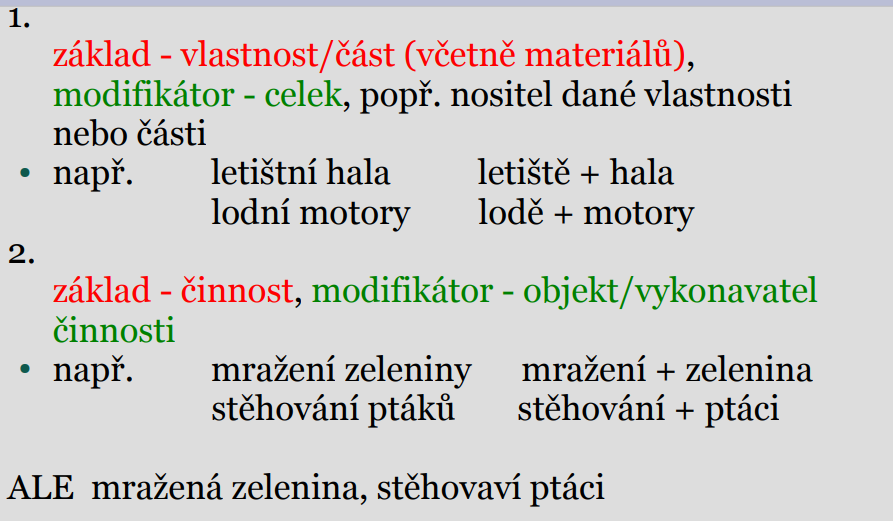 1.
základ - vlastnost/část (včetně materiálů),
modifikátor - celek, popř. nositel dané vlastnosti
nebo části
• např. letištní hala letiště + hala
lodní motory lodě + motory
2.
základ - činnost, modifikátor - objekt/vykonavatel
činnosti
• např. mražení zeleniny mražení + zelenina
stěhování ptáků stěhování + ptáci
ALE mražená zelenina, stěhovaví ptáci